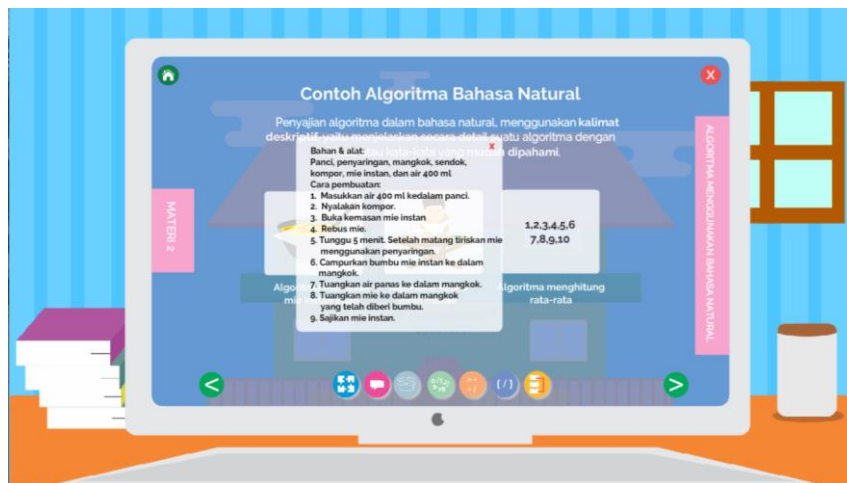 X
Contoh Algoritma Bahasa Natural
Penyajian algoritma dalam bahasa natural, menggunakan kalimat
deskriptif, yaitu menjelaskan secara detail suatu algoritma dengan
kata-kata yang mudah dipahami.
x
Bahan & alat:
Panci, penyaringan, mangkok, sendok,
kompor, mie instan, dan air 400 ml
Cara pembuatan:
1. Masukkan air 400 ml kedalam panci.
2. Nyalakan kompor.
3. Buka kemasan mie instan
4. Rebus mie.
5. Tunggu 5 menit. Setelah matang tiriskan mie
menggunakan penyaringan.
6. Campurkan bumbu mie instan ke dalam
mangkok.
7. Tuangkan air panas ke dalam mangkok.
8. Tuangkan mie ke dalam mangkok
yang telah diberi bumbu.
9. Sajikan mie instan.
1,2,3,4,5,6
7,8,9,10
Algoritma menghitung
rata-rata
MATERI 2
ALGORITMA MENGGUNAKAN BAHASA NATURAL
<
>